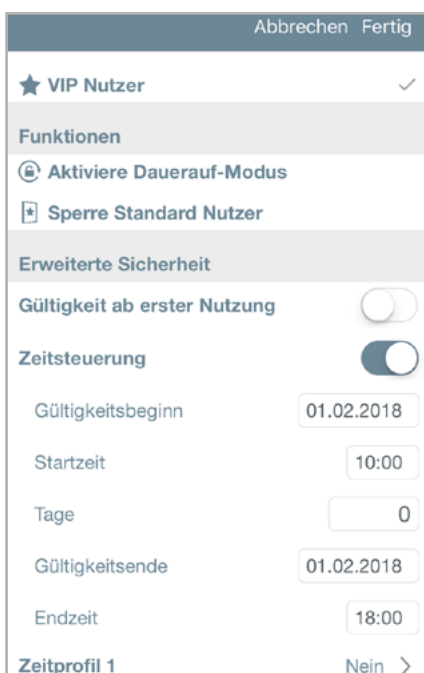 Abbrechen Fertig
VIP Nutzer
Funktionen
Aktiviere Dauerauf-Modus
Sperre Standard Nutzer
Erweiterte Sicherheit
Gültigkeit ab erster Nutzung
Zeitsteuerung
Gültigkeitsbeginn 01.02.2018
Startzeit 10:00
Tage 0
Gültigkeitsende 01.02.2018
Endzeit 18:00
Zeitprofil 1 Nein >